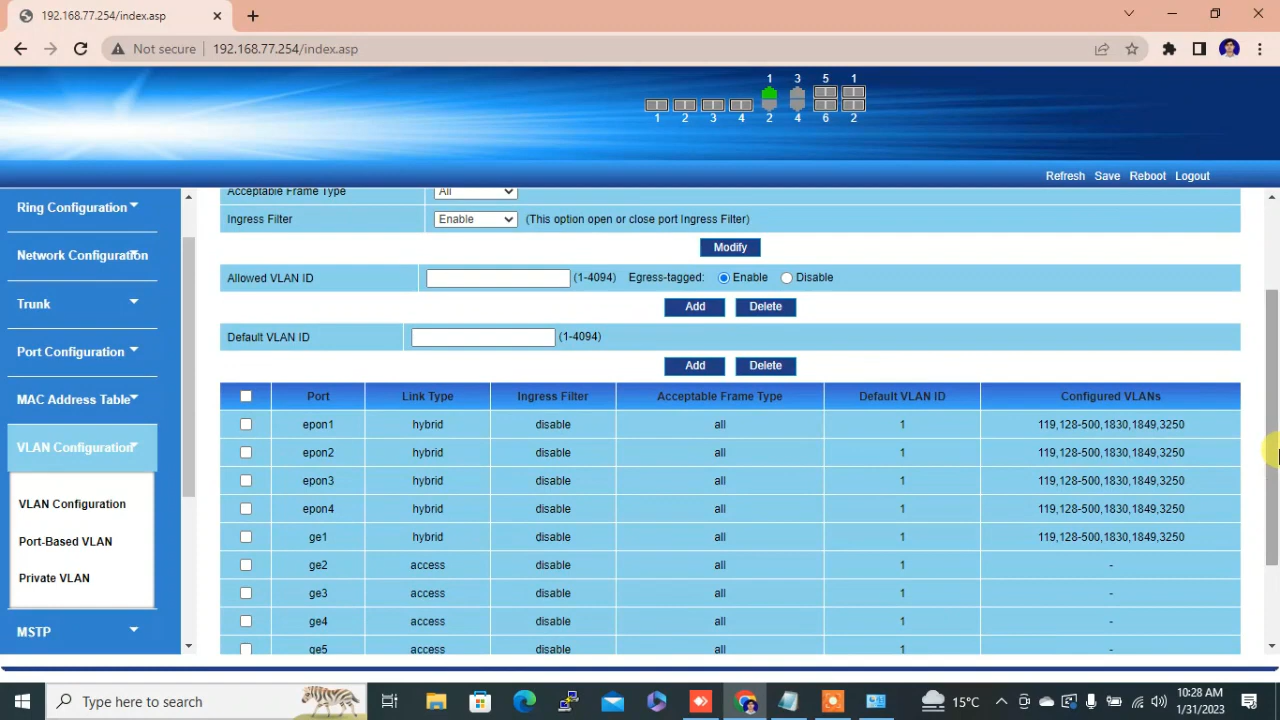 192.168.77.254/index.asp
Not secure 192.168.77.254/index.asp
1 3 5 1
1 2 3 4 2 4 6 2
Refresh Save Reboot Logout
Ring Configuration
Network Configuration
Trunk
Port Configuration
MAC Address Table
VLAN Configuration
VLAN Configuration
Port-Based VLAN
Private VLAN
MSTP
Acceptable Frame Type All
Ingress Filter Enable (This option open or close port Ingress Filter)
Modify
Allowed VLAN ID (1-4094) Egress-tagged: Enable Disable
Add Delete
Default VLAN ID (1-4094)
Add Delete
Port Link Type Ingress Filter Acceptable Frame Type Default VLAN ID Configured VLANs
epon1 hybrid disable all 1 119,128-500,1830,1849,3250
epon2 hybrid disable all 1 119,128-500,1830,1849,3250
epon3 hybrid disable all 1 119,128-500,1830,1849,3250
epon4 hybrid disable all 1 119,128-500,1830,1849,3250
ge1 hybrid disable all 1 119,128-500,1830,1849,3250
ge2 access disable all 1 -
ge3 access disable all 1 -
ge4 access disable all 1 -
ge5 access disable all 1 -
Type here to search
15°C
10:28 AM
1/31/2023